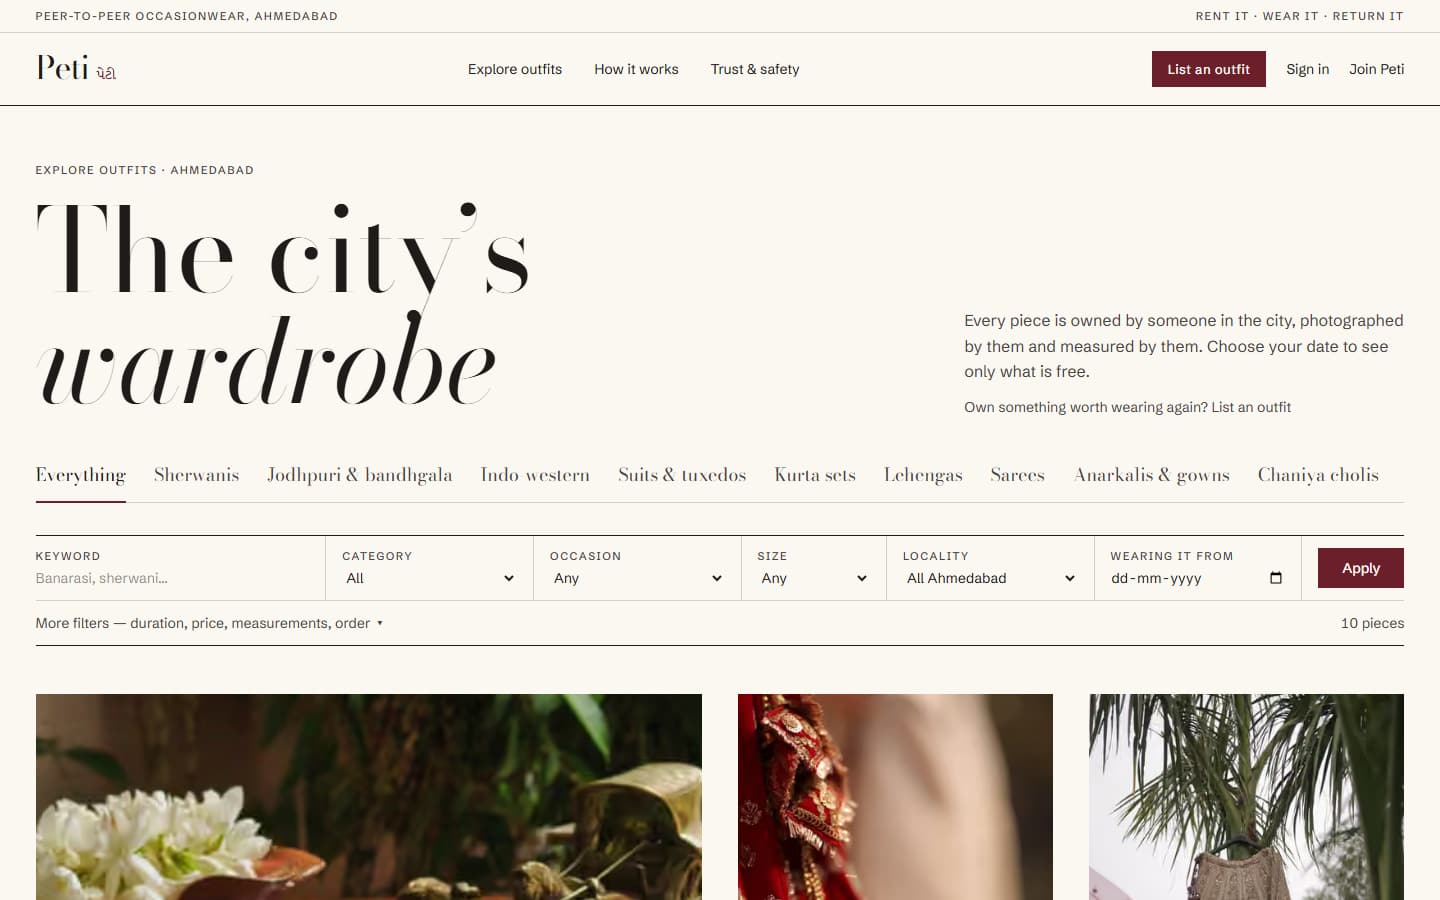 PEER-TO-PEER OCCASIONWEAR, AHMEDABAD
RENT IT · WEAR IT · RETURN IT
Peti પેટી
Explore outfits
How it works
Trust & safety
List an outfit
Sign in
Join Peti
EXPLORE OUTFITS · AHMEDABAD
The city’s
wardrobe
Every piece is owned by someone in the city, photographed
by them and measured by them. Choose your date to see
only what is free.
Own something worth wearing again? List an outfit
Everything
Sherwanis
Jodhpuri & bandhgala
Indo-western
Suits & tuxedos
Kurta sets
Lehengas
Sarees
Anarkalis & gowns
Chaniya cholis
KEYWORD
Banarasi, sherwani…
CATEGORY
All
OCCASION
Any
SIZE
Any
LOCALITY
All Ahmedabad
WEARING IT FROM
dd-mm-yyyy
Apply
More filters — duration, price, measurements, order ▾
10 pieces